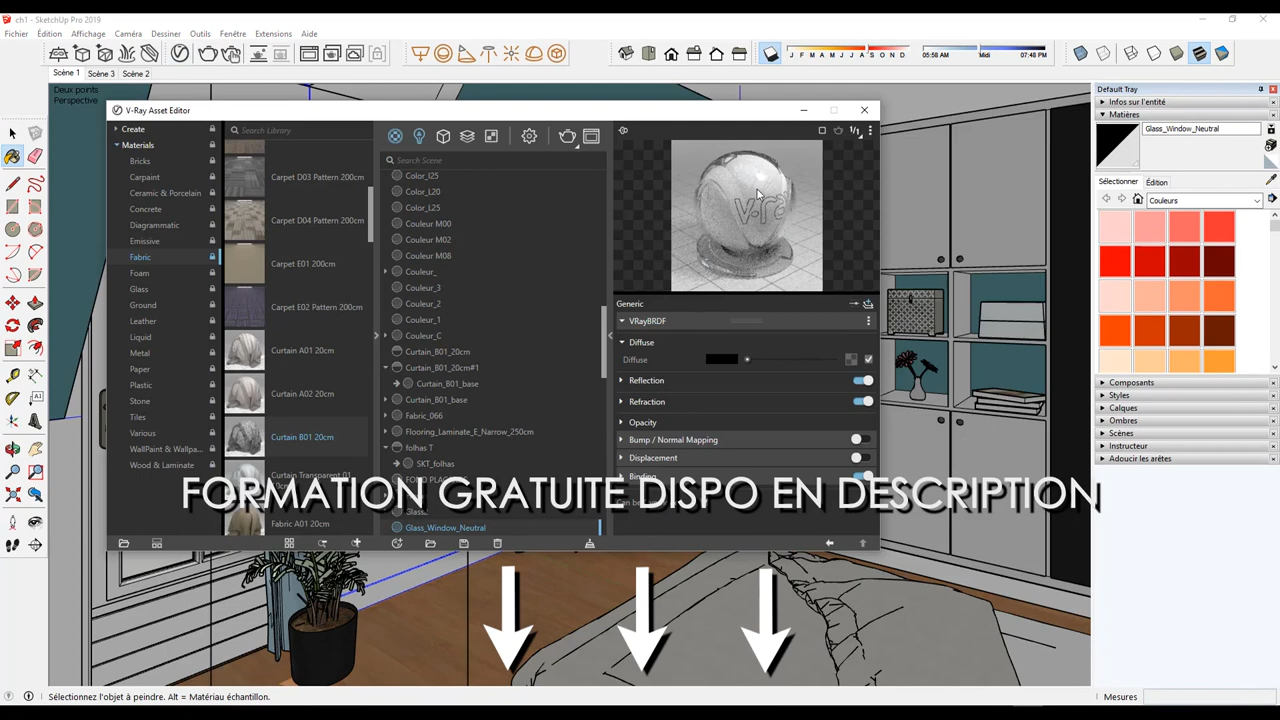 ch1 - SketchUp Pro 2019
Fichier Édition Affichage Caméra Dessiner Outils Fenêtre Extensions Aide
J F M A M J J A S O N D
05:58 AM Midi 07:48 PM
Scène 1 Scène 3 Scène 2
Deux points
Perspective
V-Ray Asset Editor
Create
Materials
Bricks
Carpaint
Ceramic & Porcelain
Concrete
Diagrammatic
Emissive
Fabric
Foam
Glass
Ground
Leather
Liquid
Metal
Paper
Plastic
Stone
Tiles
Various
WallPaint & Wallpa...
Wood & Laminate
Search Library
Carpet D03 Pattern 200cm
Carpet D04 Pattern 200cm
Carpet E01 200cm
Carpet E02 Pattern 200cm
Curtain A01 20cm
Curtain A02 20cm
Curtain B01 20cm
Curtain Transparent 01
Fabric A01 20cm
Search Scene
Color_I25
Color_L20
Color_L25
Couleur M00
Couleur M02
Couleur M08
Couleur_
Couleur_3
Couleur_2
Couleur_1
Couleur_C
Curtain_B01_20cm
Curtain_B01_20cm#1
Curtain_B01_base
Curtain_B01_base
Fabric_066
Flooring_Laminate_E_Narrow_250cm
folhas T
SKT_folhas
Glass_Window_Neutral
1/1
Generic
VRayBRDF
Diffuse
Diffuse
Reflection
Refraction
Opacity
Bump / Normal Mapping
Displacement
Binding
Default Tray
Infos sur l'entité
Matières
Glass_Window_Neutral
Sélectionner Édition
Couleurs
Composants
Styles
Calques
Ombres
Scènes
Instructeur
Adoucir les arêtes
FORMATION GRATUITE DISPO EN DESCRIPTION
Sélectionnez l'objet à peindre. Alt = Matériau échantillon.
Mesures